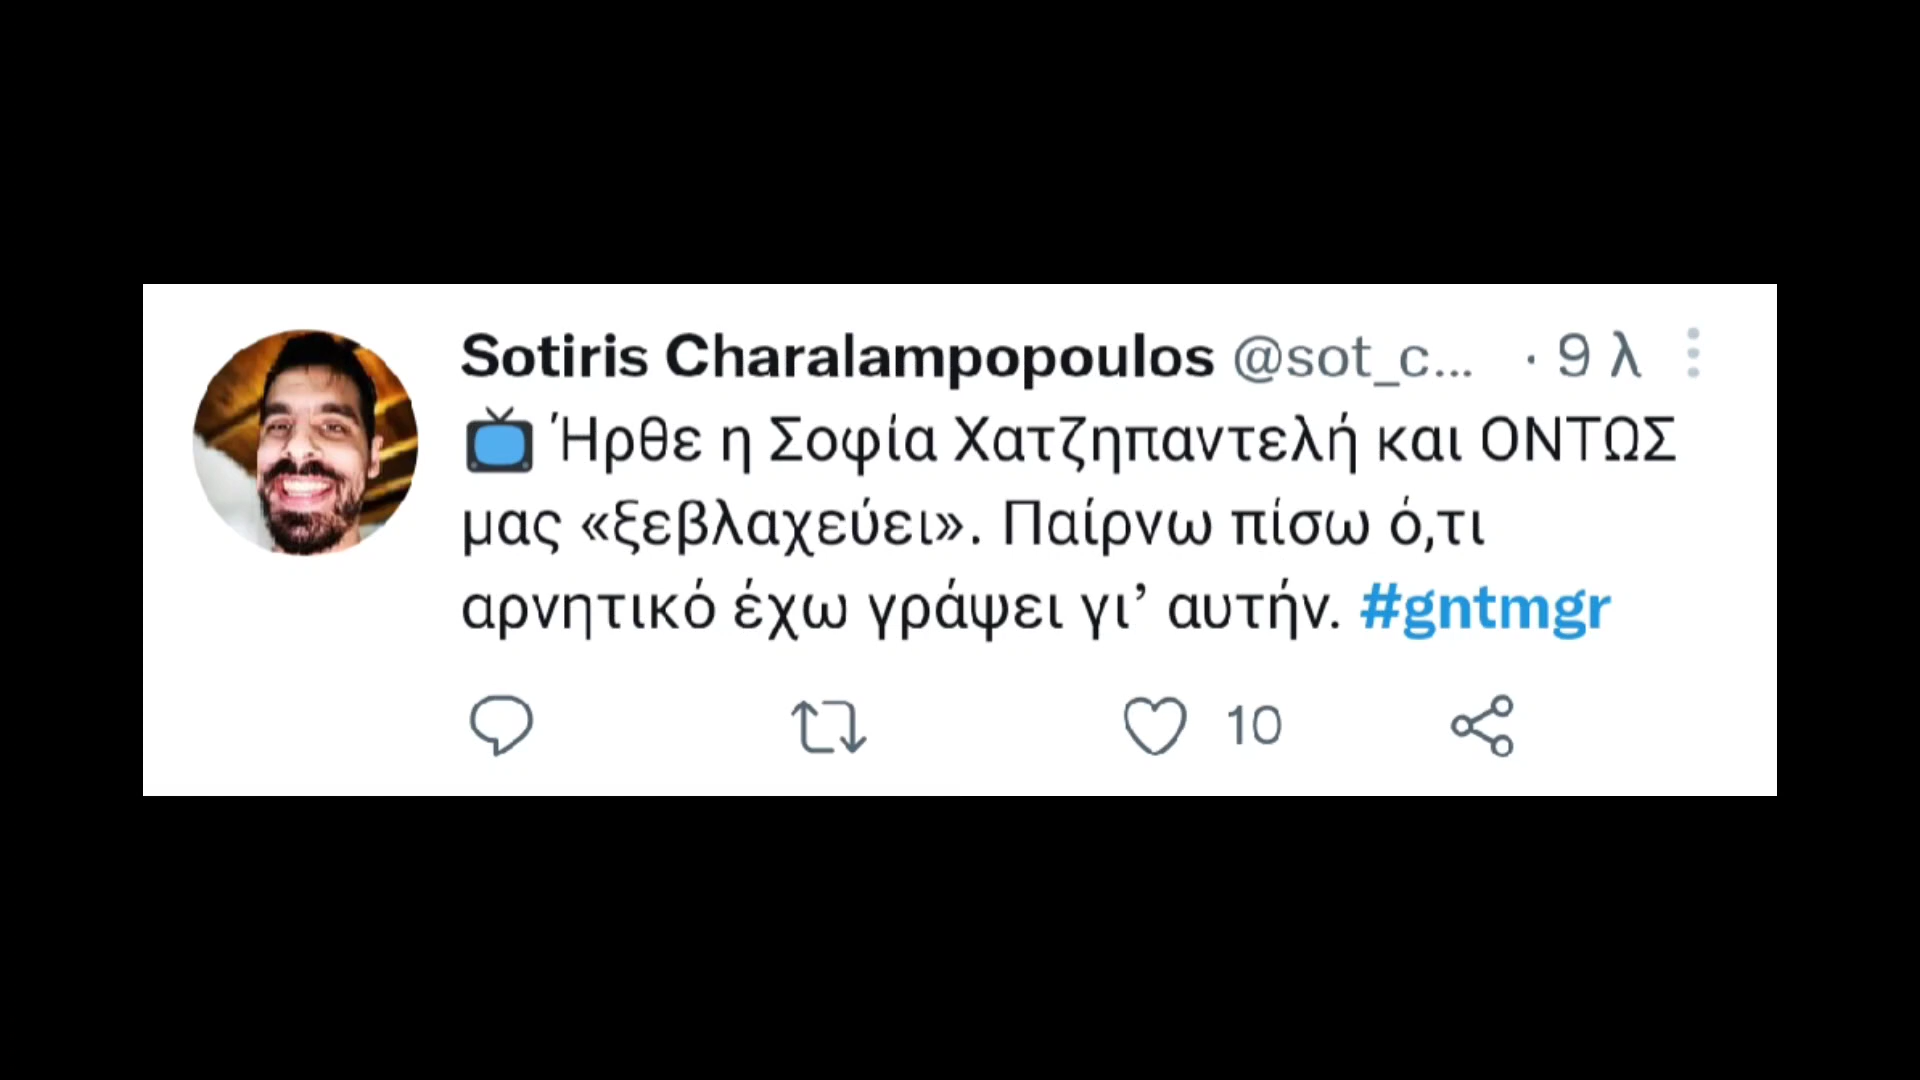 Sotiris Charalampopoulos @sot_c... · 9 λ
📺 Ήρθε η Σοφία Χατζηπαντελή και ΟΝΤΩΣ
μας «ξεβλαχεύει». Παίρνω πίσω ό,τι
αρνητικό έχω γράψει γι’ αυτήν. #gntmgr
10